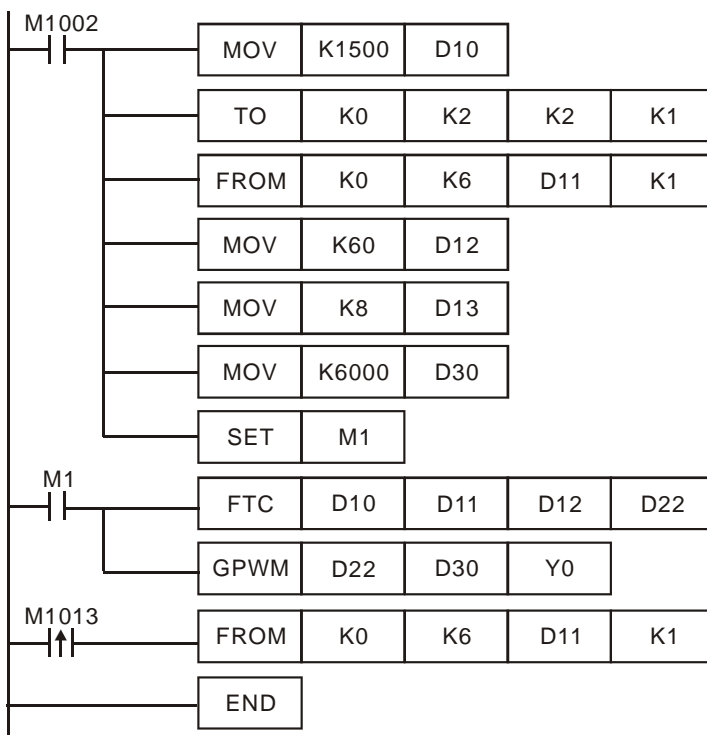 M1002
MOV K1500 D10
TO K0 K2 K2 K1
FROM K0 K6 D11 K1
MOV K60 D12
MOV K8 D13
MOV K6000 D30
SET M1
M1
FTC D10 D11 D12 D22
GPWM D22 D30 Y0
M1013
FROM K0 K6 D11 K1
END